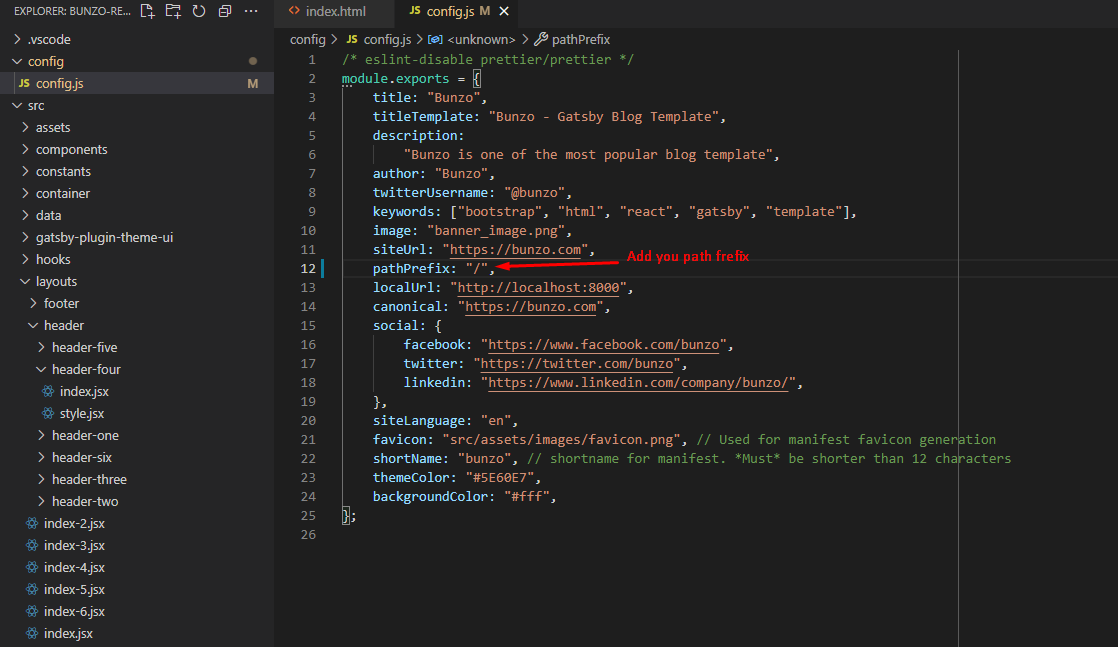 EXPLORER: BUNZO-RE...
.vscode
config
JS config.js M
src
assets
components
constants
container
data
gatsby-plugin-theme-ui
hooks
layouts
footer
header
header-five
header-four
index.jsx
style.jsx
header-one
header-six
header-three
header-two
index-2.jsx
index-3.jsx
index-4.jsx
index-5.jsx
index-6.jsx
index.jsx
<> index.html
JS config.js M
config > JS config.js > <unknown> > pathPrefix
1 /* eslint-disable prettier/prettier */
2 module.exports = {
3 title: "Bunzo",
4 titleTemplate: "Bunzo - Gatsby Blog Template",
5 description:
6 "Bunzo is one of the most popular blog template",
7 author: "Bunzo",
8 twitterUsername: "@bunzo",
9 keywords: ["bootstrap", "html", "react", "gatsby", "template"],
10 image: "banner_image.png",
11 siteUrl: "https://bunzo.com",
12 pathPrefix: "/", Add you path frefix
13 localUrl: "http://localhost:8000",
14 canonical: "https://bunzo.com",
15 social: {
16 facebook: "https://www.facebook.com/bunzo",
17 twitter: "https://twitter.com/bunzo",
18 linkedin: "https://www.linkedin.com/company/bunzo/",
19 },
20 siteLanguage: "en",
21 favicon: "src/assets/images/favicon.png", // Used for manifest favicon generation
22 shortName: "bunzo", // shortname for manifest. *Must* be shorter than 12 characters
23 themeColor: "#5E60E7",
24 backgroundColor: "#fff",
25 };
26